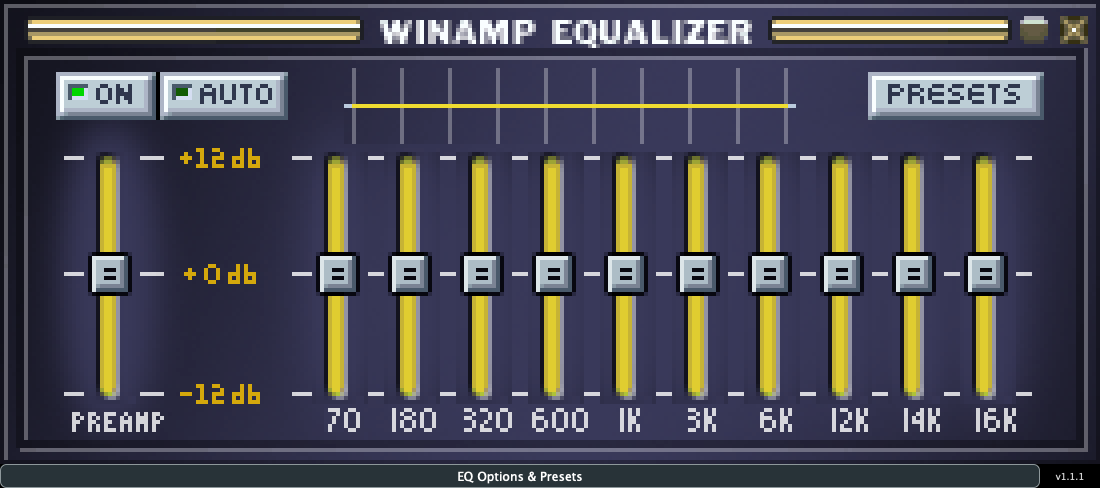 WINAMP EQUALIZER
ON AUTO PRESETS
+12 db
+0 db
-12 db
PREAMP 70 180 320 600 1K 3K 6K 12K 14K 16K
EQ Options & Presets v1.1.1